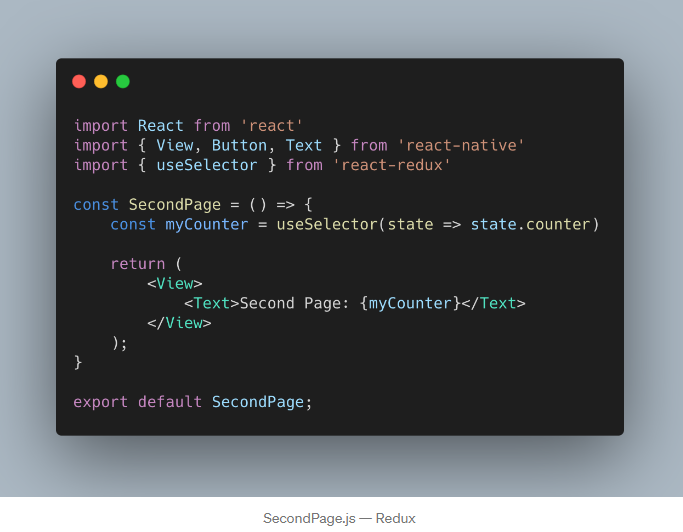 import React from 'react'
import { View, Button, Text } from 'react-native'
import { useSelector } from 'react-redux'

const SecondPage = () => {
    const myCounter = useSelector(state => state.counter)

    return (
        <View>
            <Text>Second Page: {myCounter}</Text>
        </View>
    );
}

export default SecondPage;
SecondPage.js — Redux